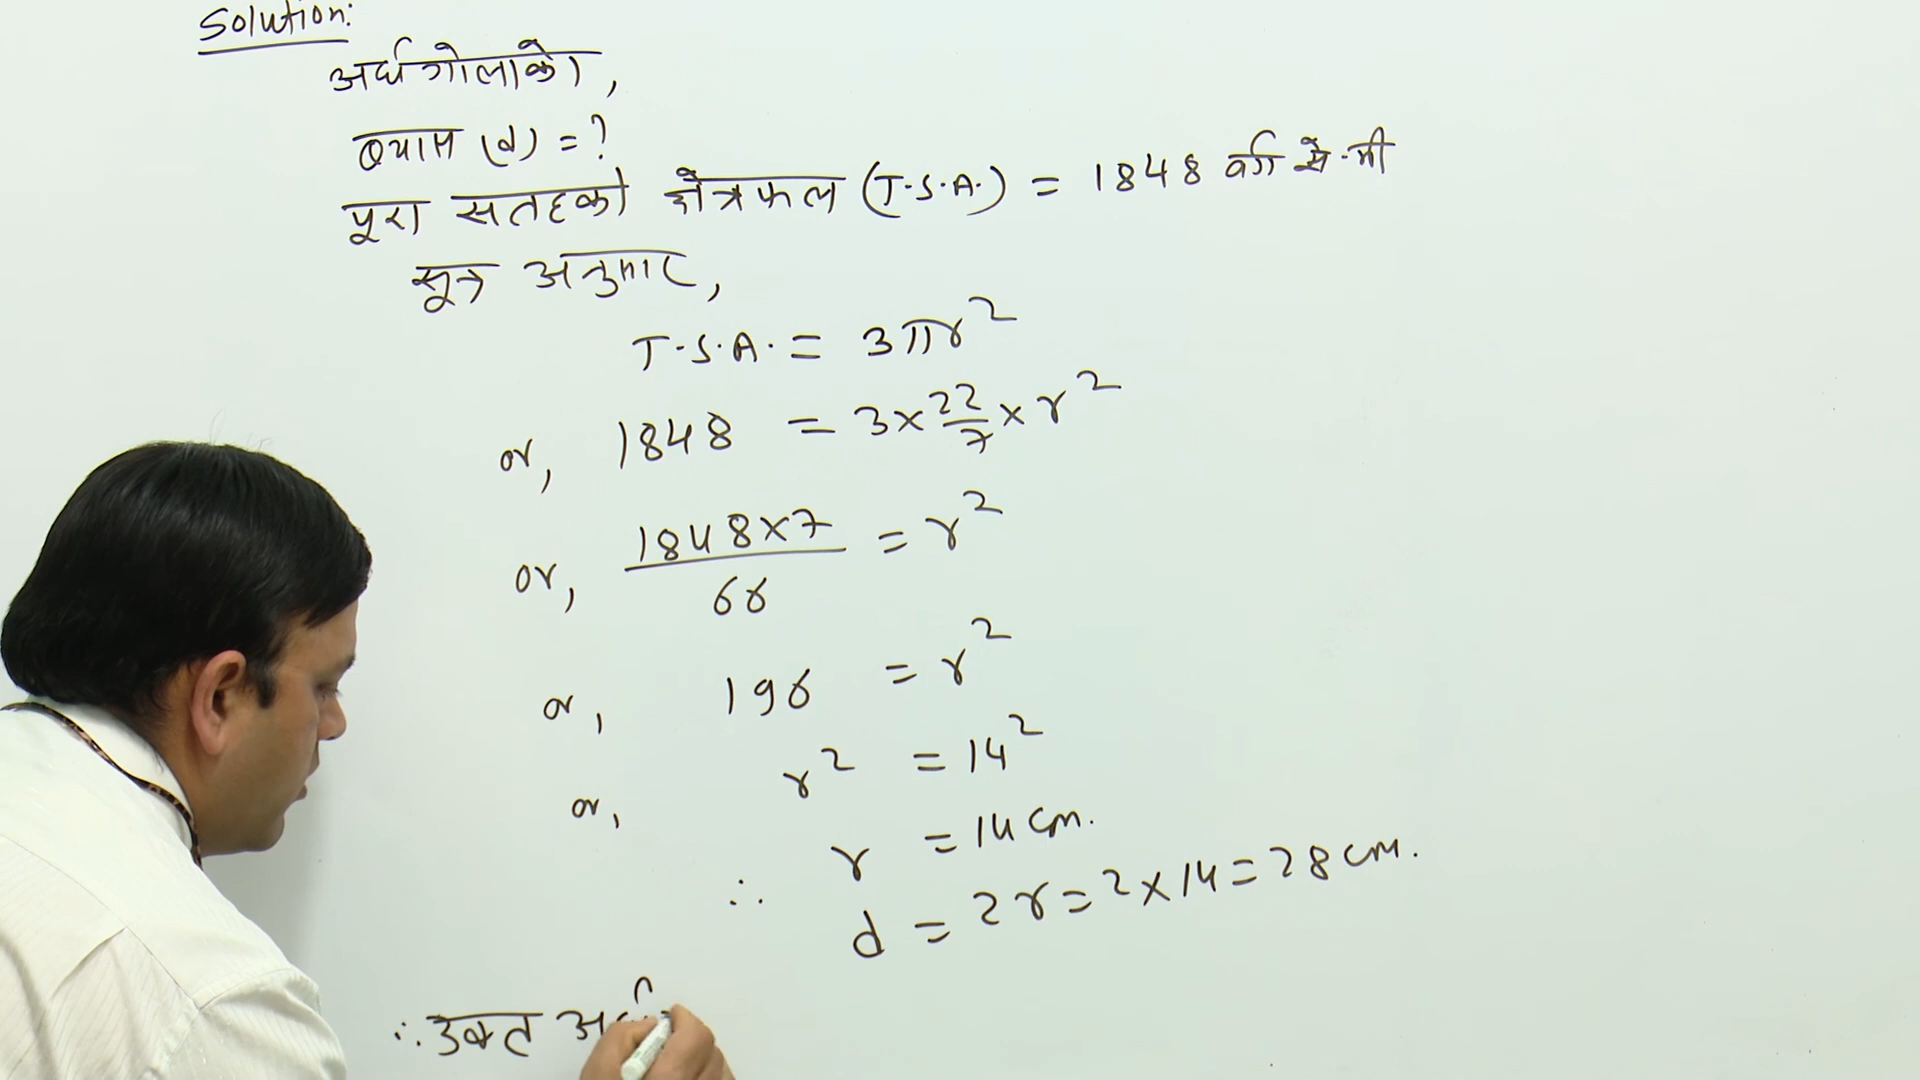 Solution:
अर्धगोलाको,
व्यास (d) = ?
पूरा सतहको क्षेत्रफल (T.S.A.) = 1848 वर्ग से.मी
सूत्र अनुसार,
T.S.A. = 3πr²
or, 1848 = 3 × 22/7 × r²
or, 1848×7/66 = r²
or, 196 = r²
or, r² = 14²
∴ r = 14 cm.
d = 2r = 2 × 14 = 28 cm.
∴ उक्त